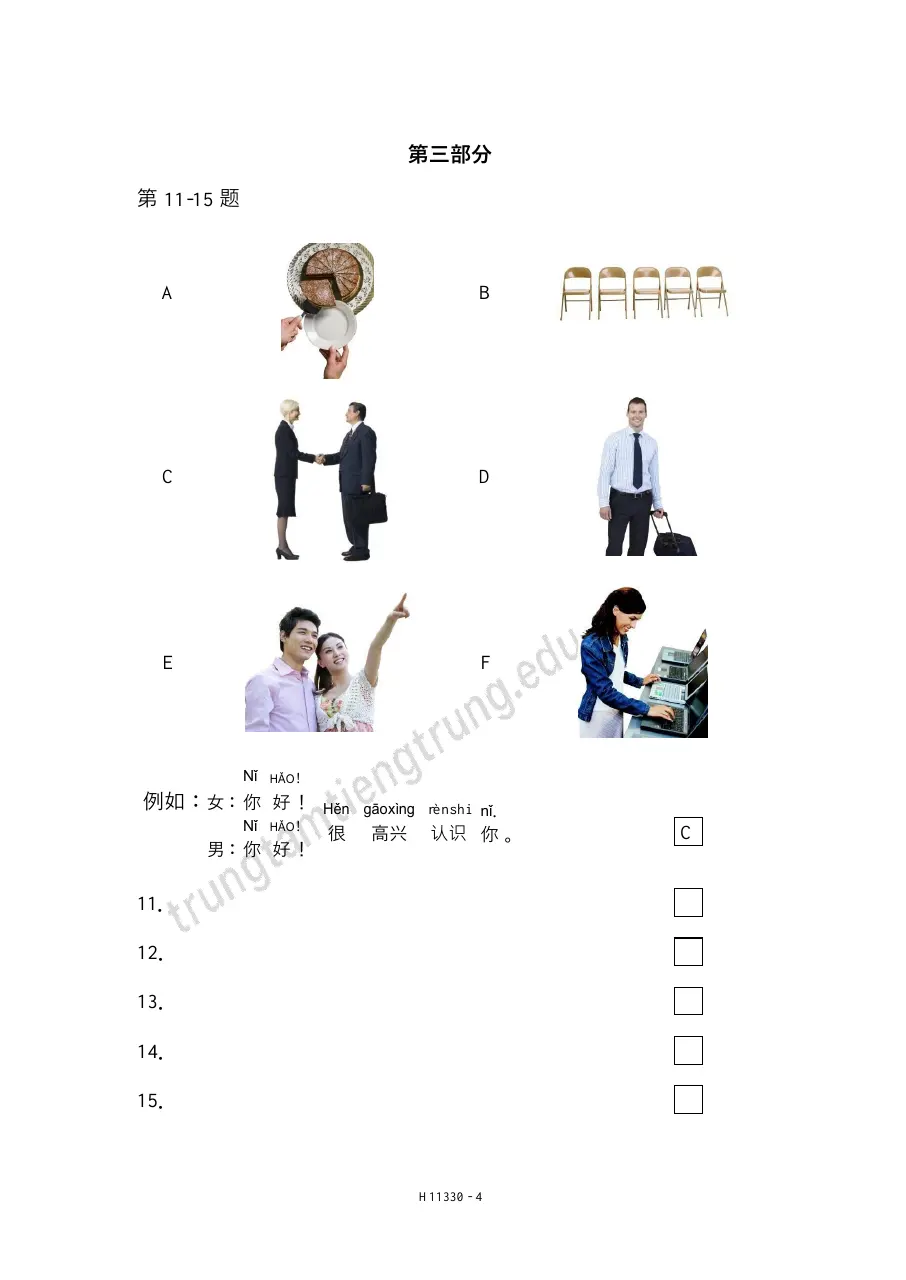 第三部分
第 11-15 题
A
B
C
D
E
F
Nǐ HǍO!
例如：女：你 好！
Nǐ HǍO! Hěn gāoxìng rènshi nǐ.
男：你 好！ 很 高兴 认识 你。 C
11.
12.
13.
14.
15.
trungtamtiengtrung.edu
H11330-4